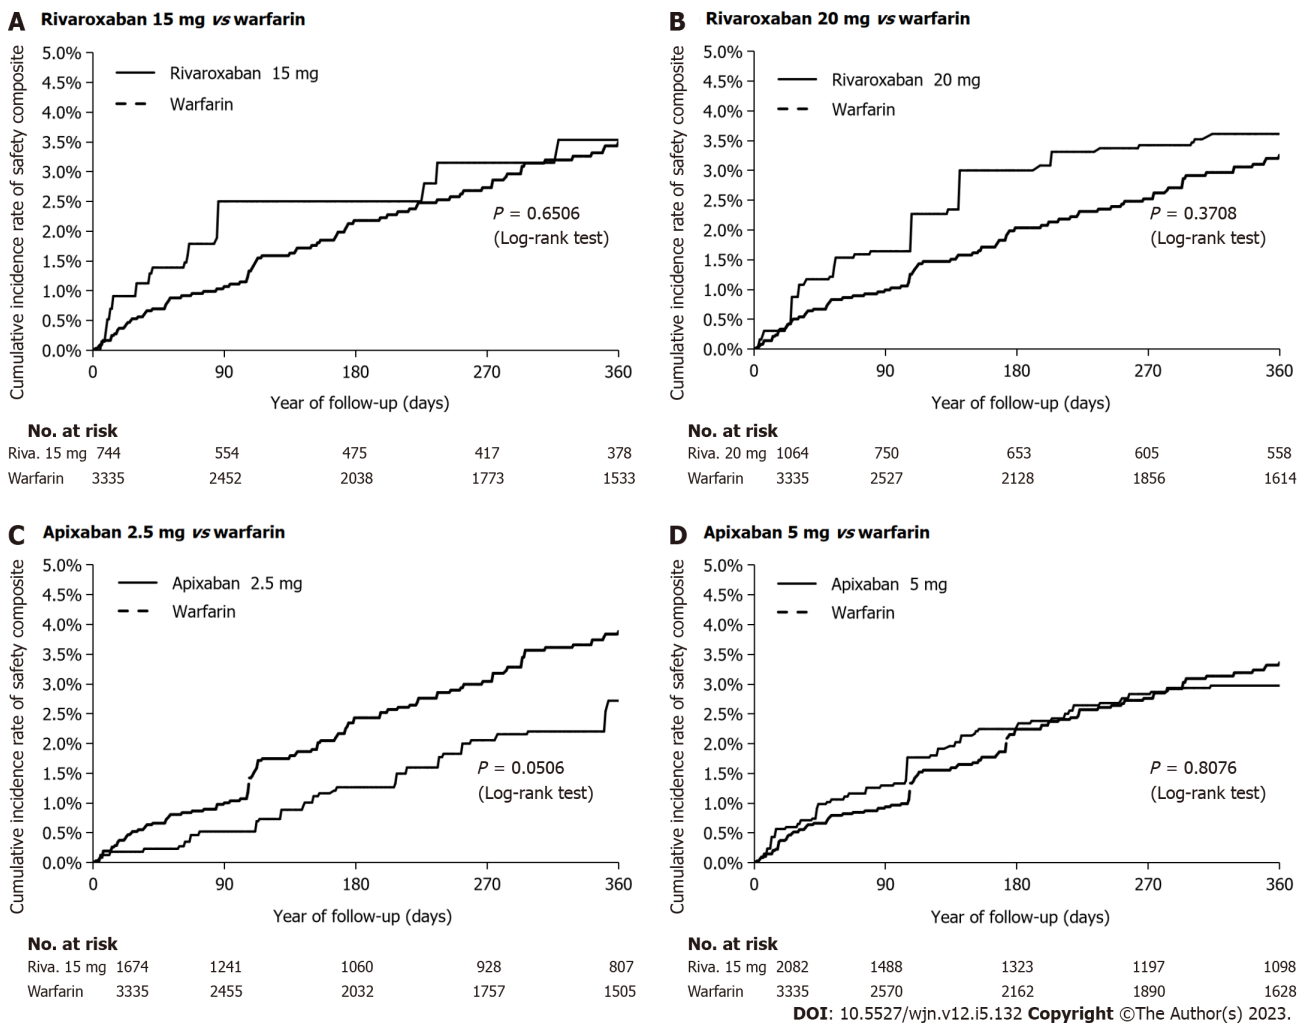 A Rivaroxaban 15 mg vs warfarin
Cumulative incidence rate of safety composite
5.0%
4.5%
4.0%
3.5%
3.0%
2.5%
2.0%
1.5%
1.0%
0.5%
0.0%
Rivaroxaban 15 mg
Warfarin
P = 0.6506
(Log-rank test)
0 90 180 270 360
Year of follow-up (days)
No. at risk
Riva. 15 mg 744 554 475 417 378
Warfarin 3335 2452 2038 1773 1533
B Rivaroxaban 20 mg vs warfarin
Cumulative incidence rate of safety composite
5.0%
4.5%
4.0%
3.5%
3.0%
2.5%
2.0%
1.5%
1.0%
0.5%
0.0%
Rivaroxaban 20 mg
Warfarin
P = 0.3708
(Log-rank test)
0 90 180 270 360
Year of follow-up (days)
No. at risk
Riva. 20 mg 1064 750 653 605 558
Warfarin 3335 2527 2128 1856 1614
C Apixaban 2.5 mg vs warfarin
Cumulative incidence rate of safety composite
5.0%
4.5%
4.0%
3.5%
3.0%
2.5%
2.0%
1.5%
1.0%
0.5%
0.0%
Apixaban 2.5 mg
Warfarin
P = 0.0506
(Log-rank test)
0 90 180 270 360
Year of follow-up (days)
No. at risk
Riva. 15 mg 1674 1241 1060 928 807
Warfarin 3335 2455 2032 1757 1505
D Apixaban 5 mg vs warfarin
Cumulative incidence rate of safety composite
5.0%
4.5%
4.0%
3.5%
3.0%
2.5%
2.0%
1.5%
1.0%
0.5%
0.0%
Apixaban 5 mg
Warfarin
P = 0.8076
(Log-rank test)
0 90 180 270 360
Year of follow-up (days)
No. at risk
Riva. 15 mg 2082 1488 1323 1197 1098
Warfarin 3335 2570 2162 1890 1628
DOI: 10.5527/wjn.v12.i5.132 Copyright ©The Author(s) 2023.